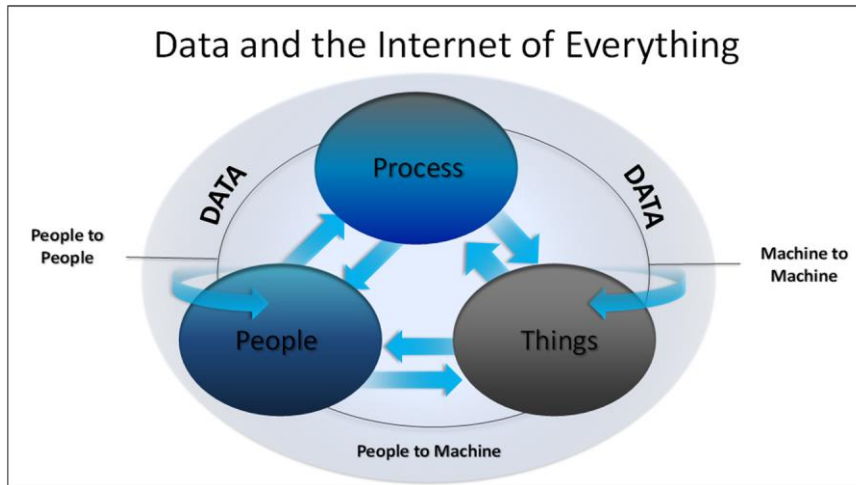 Data and the Internet of Everything
Process
DATA
DATA
People to
People
Machine to
Machine
People
Things
People to Machine